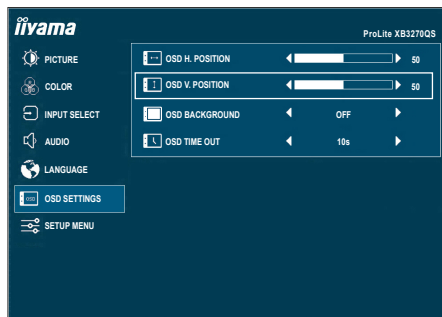 iiyama
ProLite XB3270QS
PICTURE
COLOR
INPUT SELECT
AUDIO
LANGUAGE
OSD
OSD SETTINGS
SETUP MENU
OSD H. POSITION 50
OSD V. POSITION 50
OSD BACKGROUND OFF
OSD TIME OUT 10s